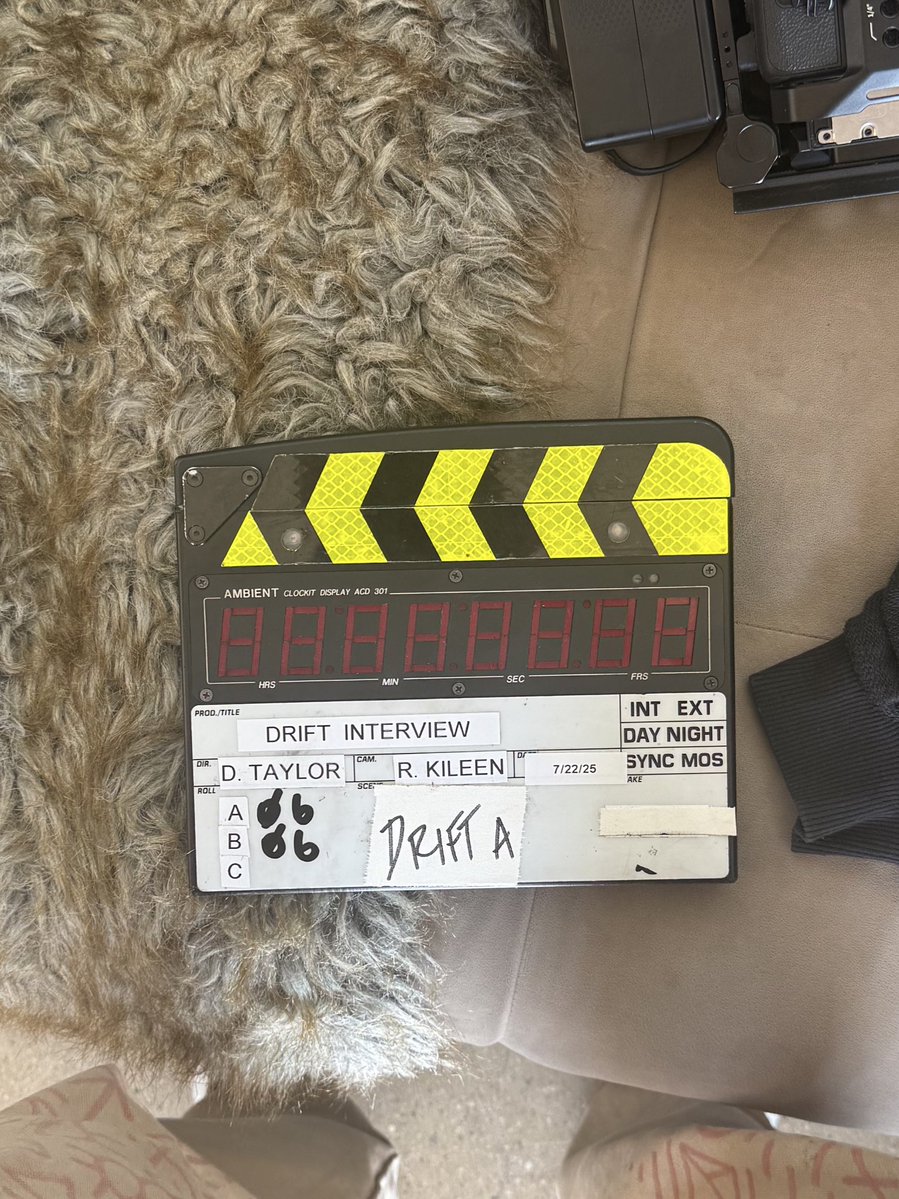 AMBIENT CLOCKIT DISPLAY ACD 301
HRS MIN SEC FRS
PROD./TITLE
DRIFT INTERVIEW
INT EXT
DAY NIGHT
SYNC MOS
DIR. D. TAYLOR
CAM. R. KILEEN
7/22/25
ROLL
A 06
B 06
C
DRIFT A